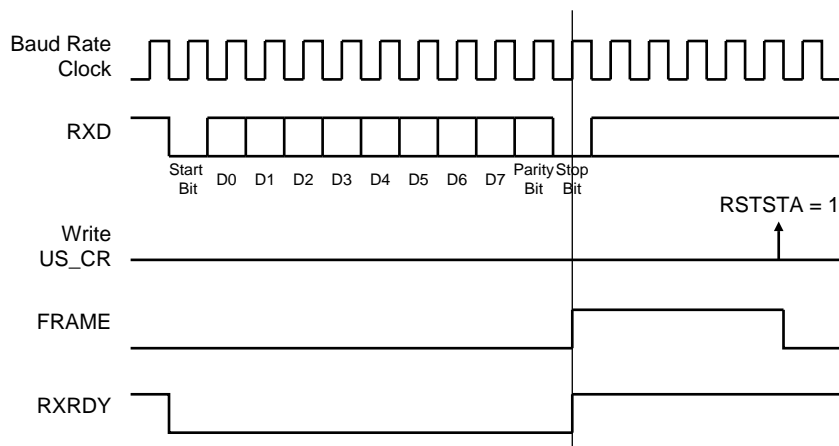 Baud Rate
Clock
RXD
Start
Bit
D0 D1 D2 D3 D4 D5 D6 D7
Parity
Bit
Stop
Bit
RSTSTA = 1
Write
US_CR
FRAME
RXRDY